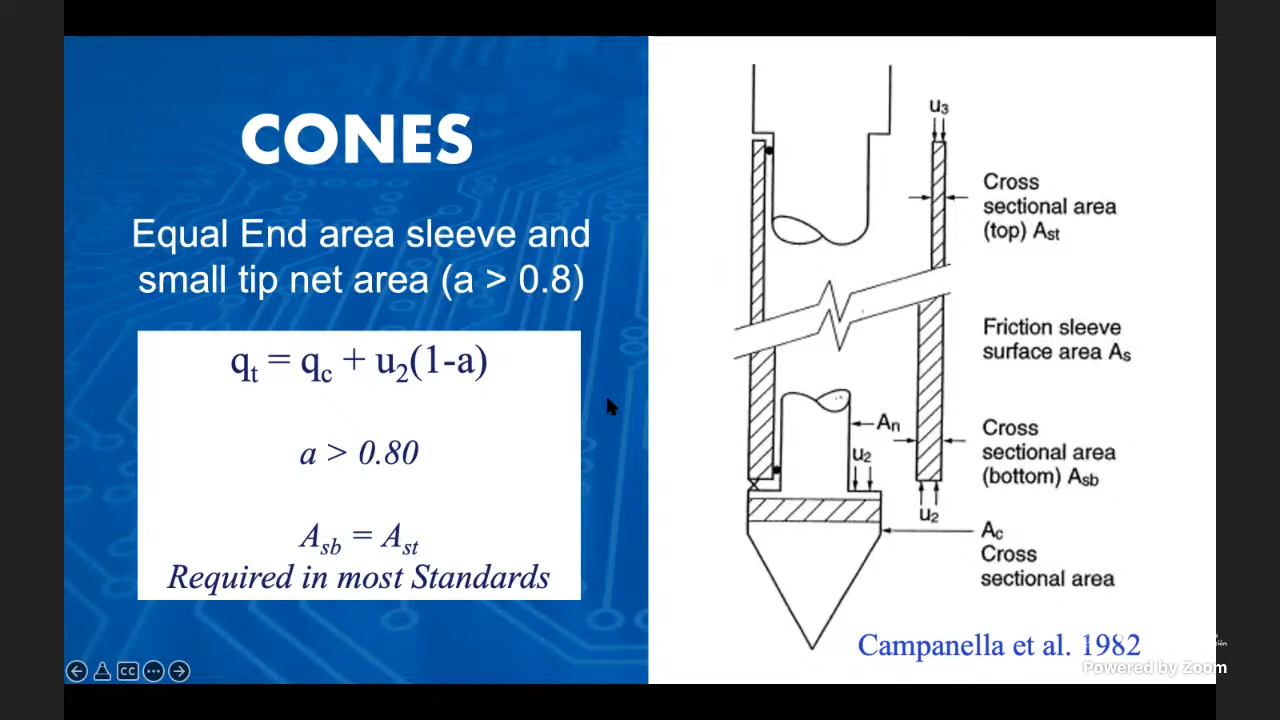 CONES
Equal End area sleeve and
small tip net area (a > 0.8)
qt = qc + u2(1-a)
a > 0.80
Asb = Ast
Required in most Standards
u3
Cross
sectional area
(top) Ast
Friction sleeve
surface area As
An
u2
Cross
sectional area
(bottom) Asb
u2
Ac
Cross
sectional area
Campanella et al. 1982
Powered by Zoom
CC